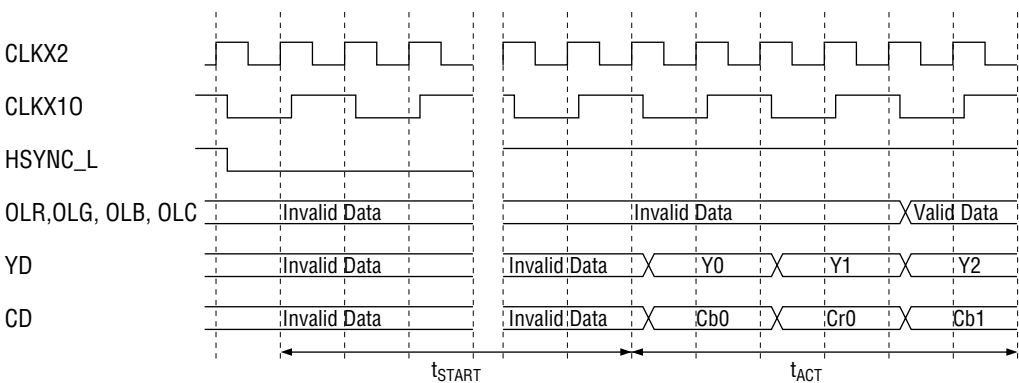 CLKX2
CLKX1O
HSYNC_L
OLR,OLG, OLB, OLC Invalid Data Invalid Data Valid Data
YD Invalid Data Invalid Data Y0 Y1 Y2
CD Invalid Data Invalid Data Cb0 Cr0 Cb1
tSTART tACT